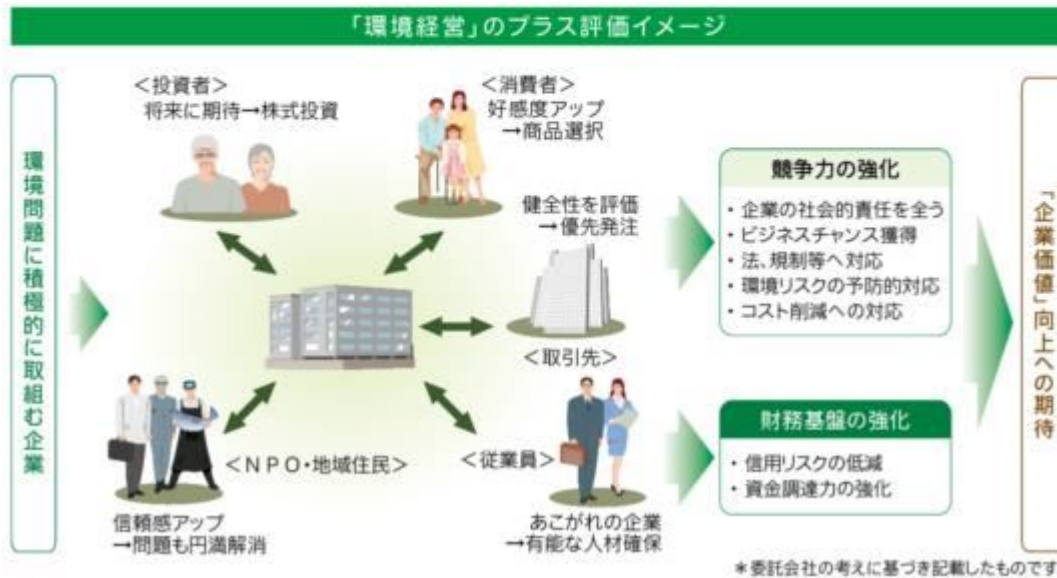 「環境経営」のプラス評価イメージ
環境問題に積極的に取組む企業
＜投資者＞
将来に期待→株式投資
＜消費者＞
好感度アップ
→商品選択
健全性を評価
→優先発注
＜取引先＞
＜NPO・地域住民＞
信頼感アップ
→問題も円満解消
＜従業員＞
あこがれの企業
→有能な人材確保
競争力の強化
・企業の社会的責任を全う
・ビジネスチャンス獲得
・法、規制等へ対応
・環境リスクの予防的対応
・コスト削減への対応
財務基盤の強化
・信用リスクの低減
・資金調達力の強化
「企業価値」向上への期待
＊委託会社の考えに基づき記載したものです